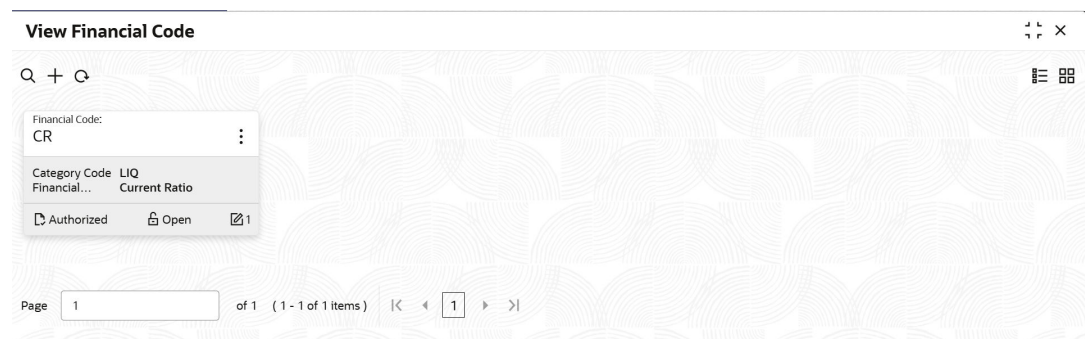 View Financial Code
Financial Code:
CR
Category Code LIQ
Financial... Current Ratio
Authorized Open 1
Page 1 of 1 ( 1 - 1 of 1 items ) 1